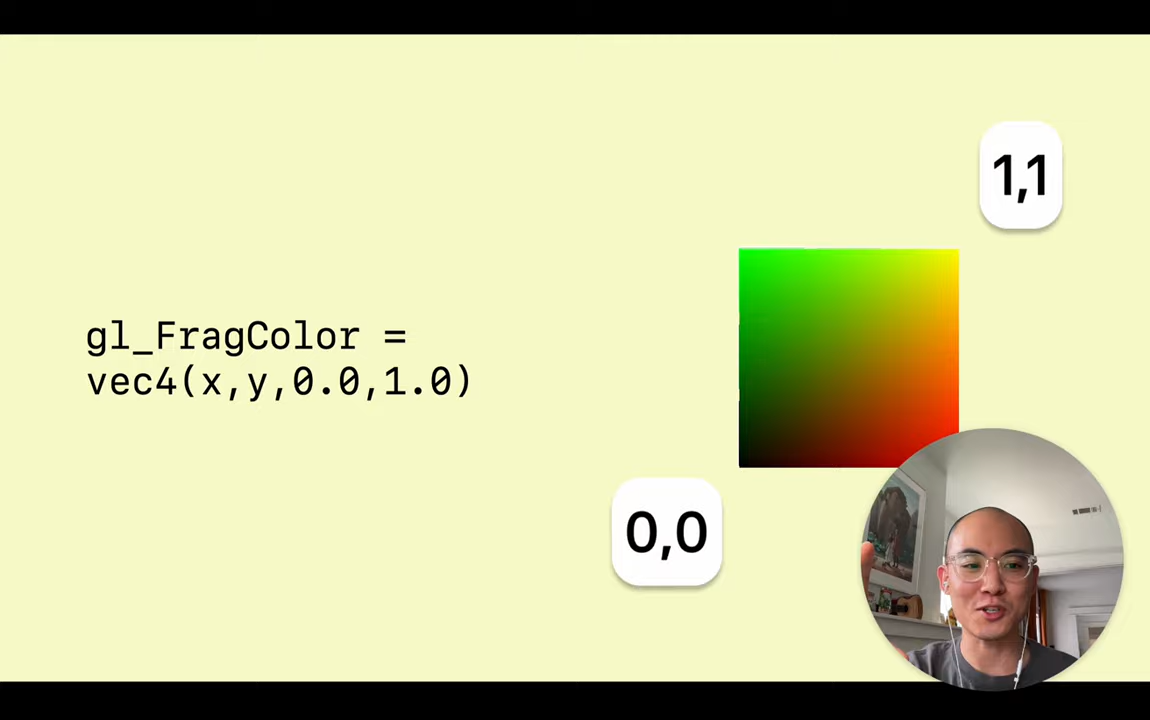 1,1
gl_FragColor =
vec4(x,y,0.0,1.0)
0,0